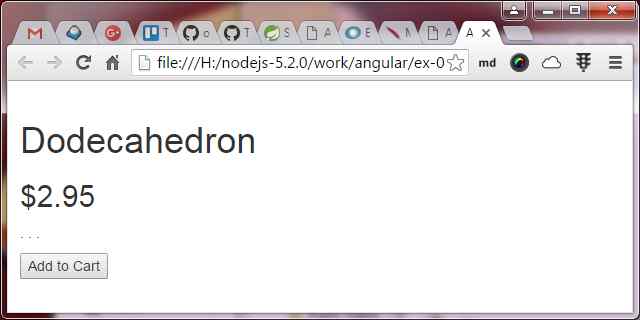 T
o
T
S
A
E
N
A
A
file:///H:/nodejs-5.2.0/work/angular/ex-0
md
Dodecahedron
$2.95
. . .
Add to Cart